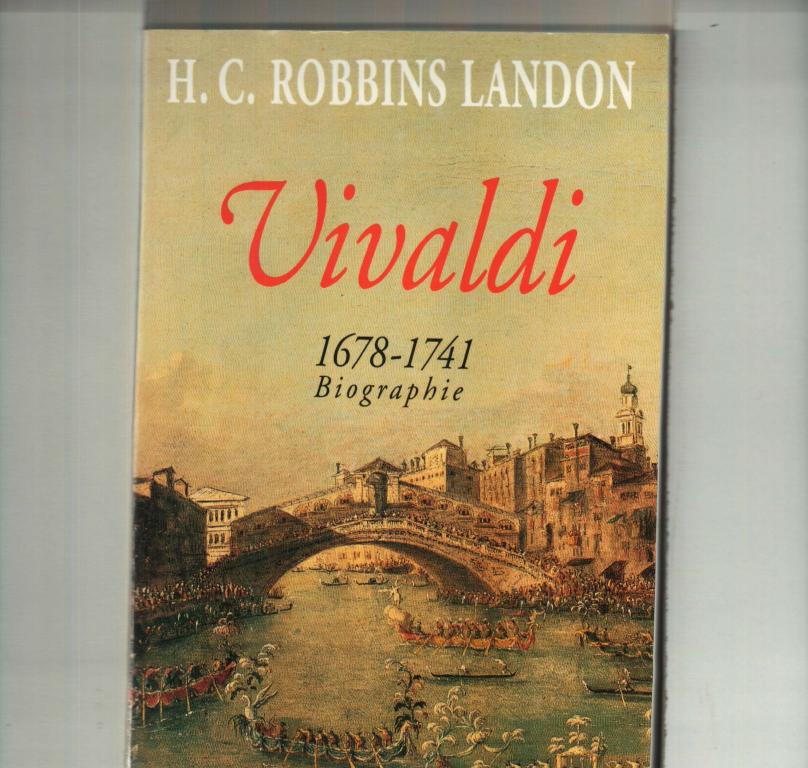 H. C. ROBBINS LANDON
Vivaldi
1678-1741
Biographie